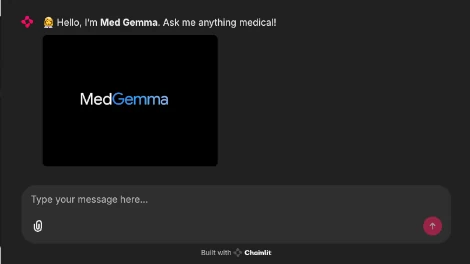 👩‍⚕️ Hello, I'm Med Gemma. Ask me anything medical!
MedGemma
Type your message here...
Built with Chainlit